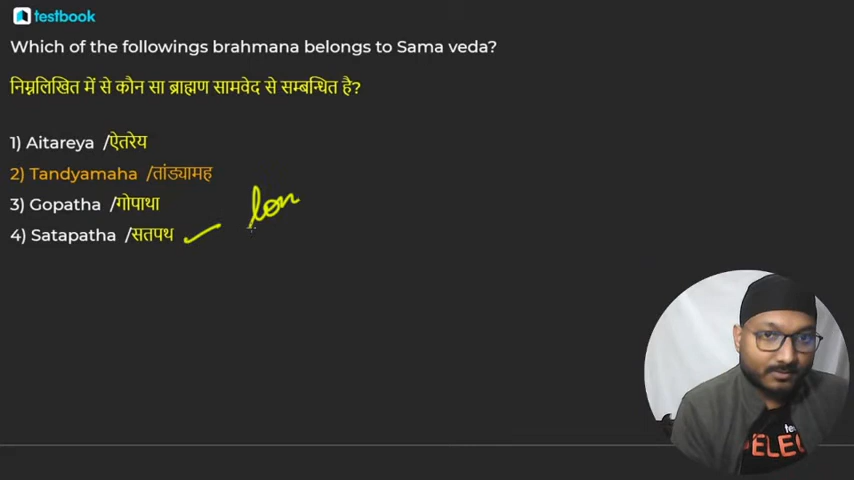 testbook
Which of the followings brahmana belongs to Sama veda?
निम्नलिखित में से कौन सा ब्राह्मण सामवेद से सम्बन्धित है?
1) Aitareya /ऐतरेय
2) Tandyamaha /तांड्यामह
3) Gopatha /गोपाथा
4) Satapatha /सतपथ
lon